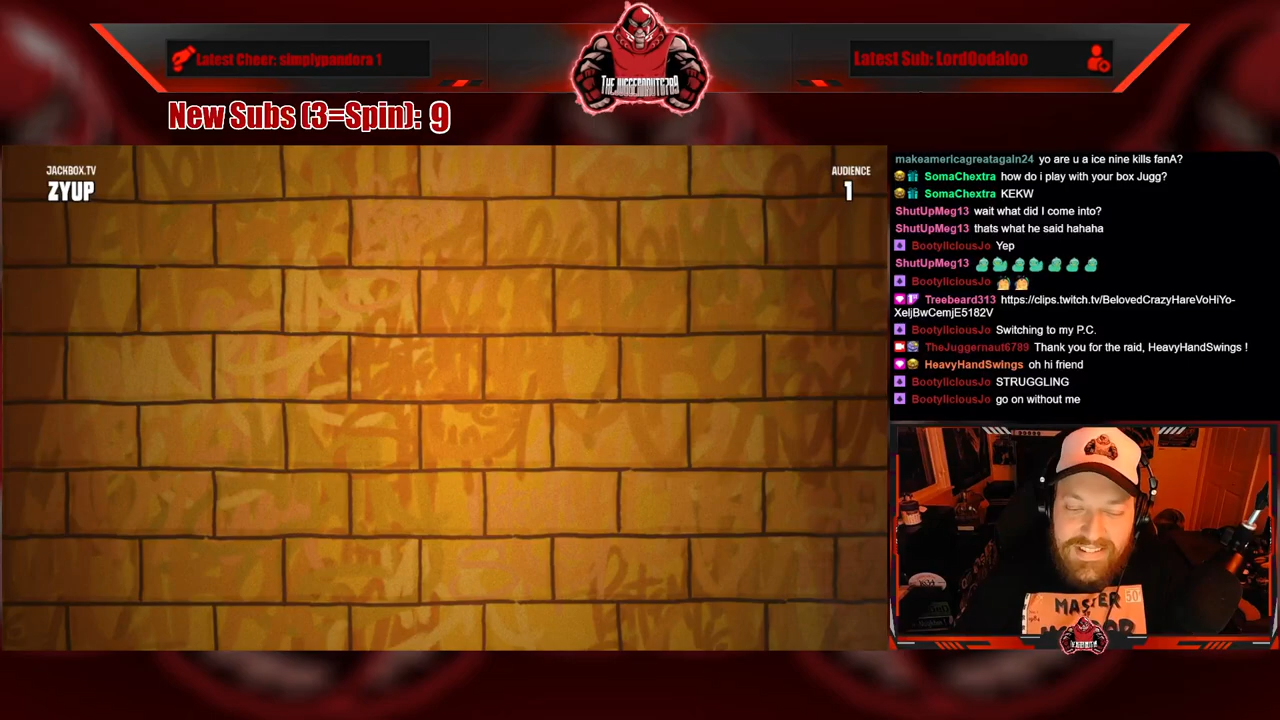 Latest Cheer: simplypandora 1
THEJUGGERNAUT6789
Latest Sub: LordOodaloo
New Subs (3=Spin): 9
JACKBOX.TV
ZYUP
AUDIENCE
1
makeamericagreatagain24 yo are u a ice nine kills fanA?
SomaChextra how do i play with your box Jugg?
SomaChextra KEKW
ShutUpMeg13 wait what did I come into?
ShutUpMeg13 thats what he said hahaha
BootyliciousJo Yep
ShutUpMeg13
BootyliciousJo
Treebeard313 https://clips.twitch.tv/BelovedCrazyHareVoHiYo-
XeljBwCemjE5182V
BootyliciousJo Switching to my P.C.
TheJuggernaut6789 Thank you for the raid, HeavyHandSwings !
HeavyHandSwings oh hi friend
BootyliciousJo STRUGGLING
BootyliciousJo go on without me
MASTER
50